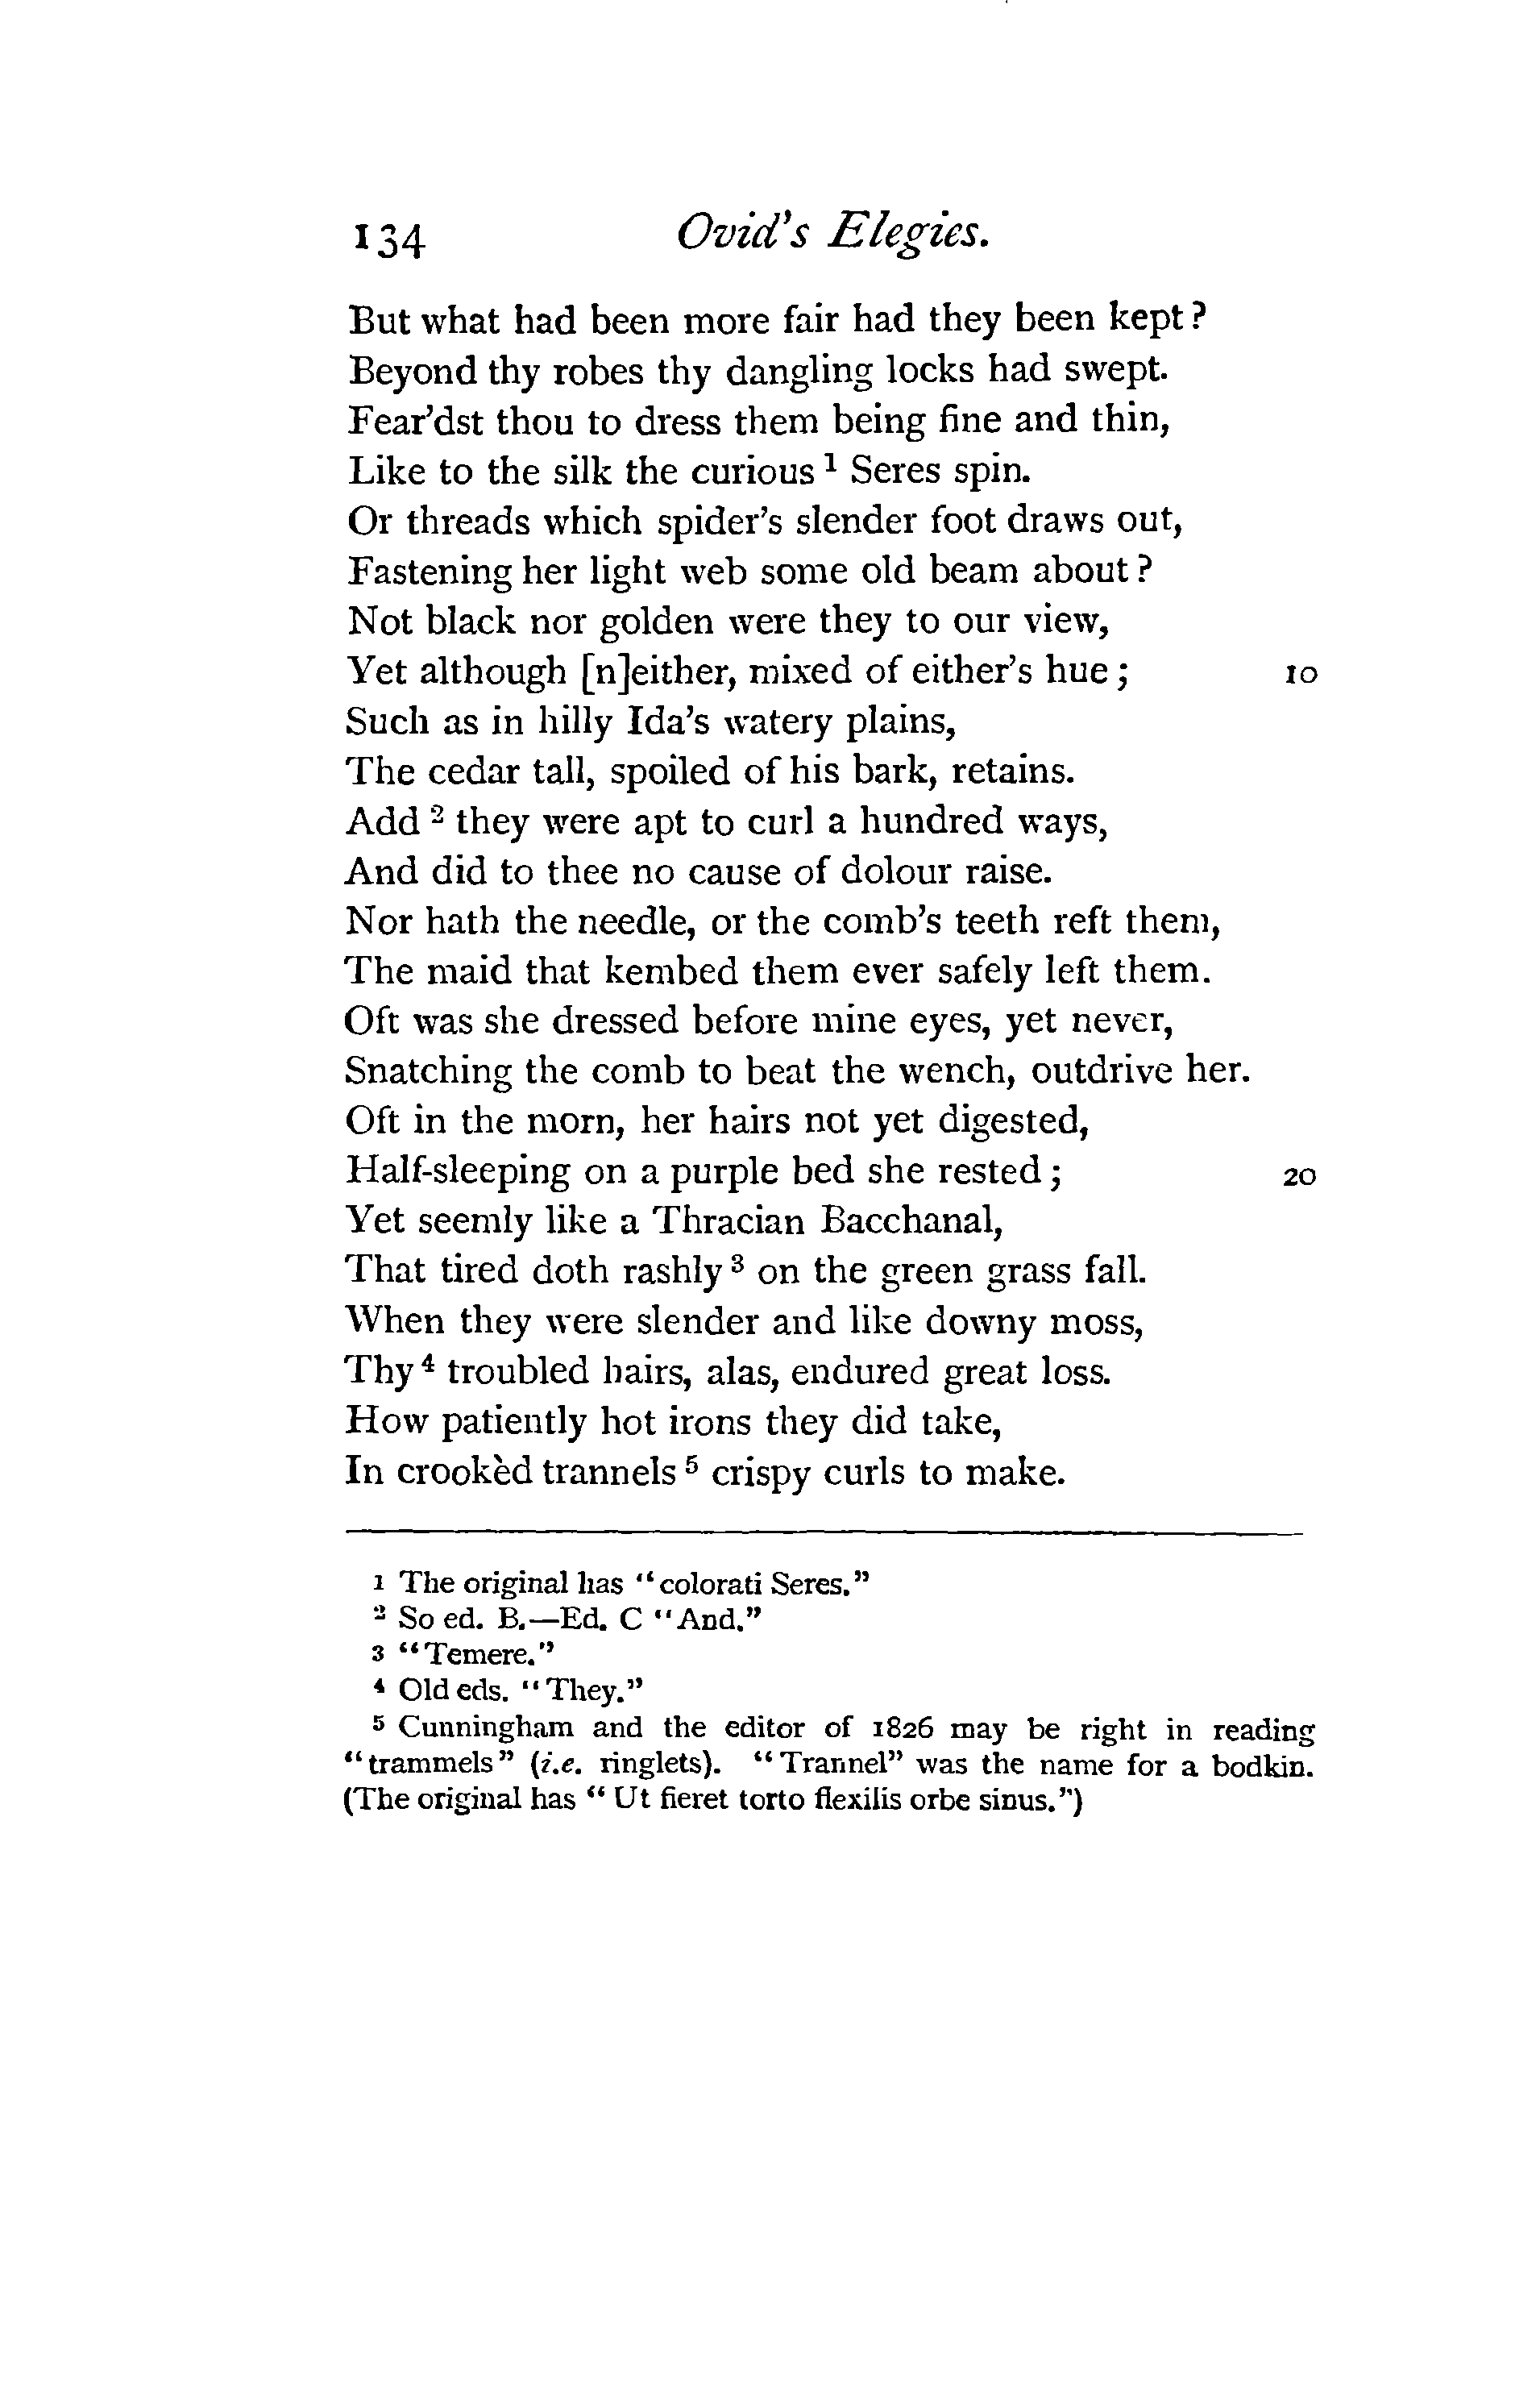 134 Ovid's Elegies.
But what had been more fair had they been kept?
Beyond thy robes thy dangling locks had swept.
Fear'dst thou to dress them being fine and thin,
Like to the silk the curious ¹ Seres spin.
Or threads which spider's slender foot draws out,
Fastening her light web some old beam about?
Not black nor golden were they to our view,
Yet although [n]either, mixed of either's hue; 10
Such as in hilly Ida's watery plains,
The cedar tall, spoiled of his bark, retains.
Add ² they were apt to curl a hundred ways,
And did to thee no cause of dolour raise.
Nor hath the needle, or the comb's teeth reft them,
The maid that kembed them ever safely left them.
Oft was she dressed before mine eyes, yet never,
Snatching the comb to beat the wench, outdrive her.
Oft in the morn, her hairs not yet digested,
Half-sleeping on a purple bed she rested; 20
Yet seemly like a Thracian Bacchanal,
That tired doth rashly ³ on the green grass fall.
When they were slender and like downy moss,
Thy ⁴ troubled hairs, alas, endured great loss.
How patiently hot irons they did take,
In crookèd trannels ⁵ crispy curls to make.
1 The original has "colorati Seres."
2 So ed. B.—Ed. C "And."
3 "Temere."
4 Old eds. "They."
5 Cunningham and the editor of 1826 may be right in reading
"trammels" (i.e. ringlets). "Trannel" was the name for a bodkin.
(The original has "Ut fieret torto flexilis orbe sinus.")